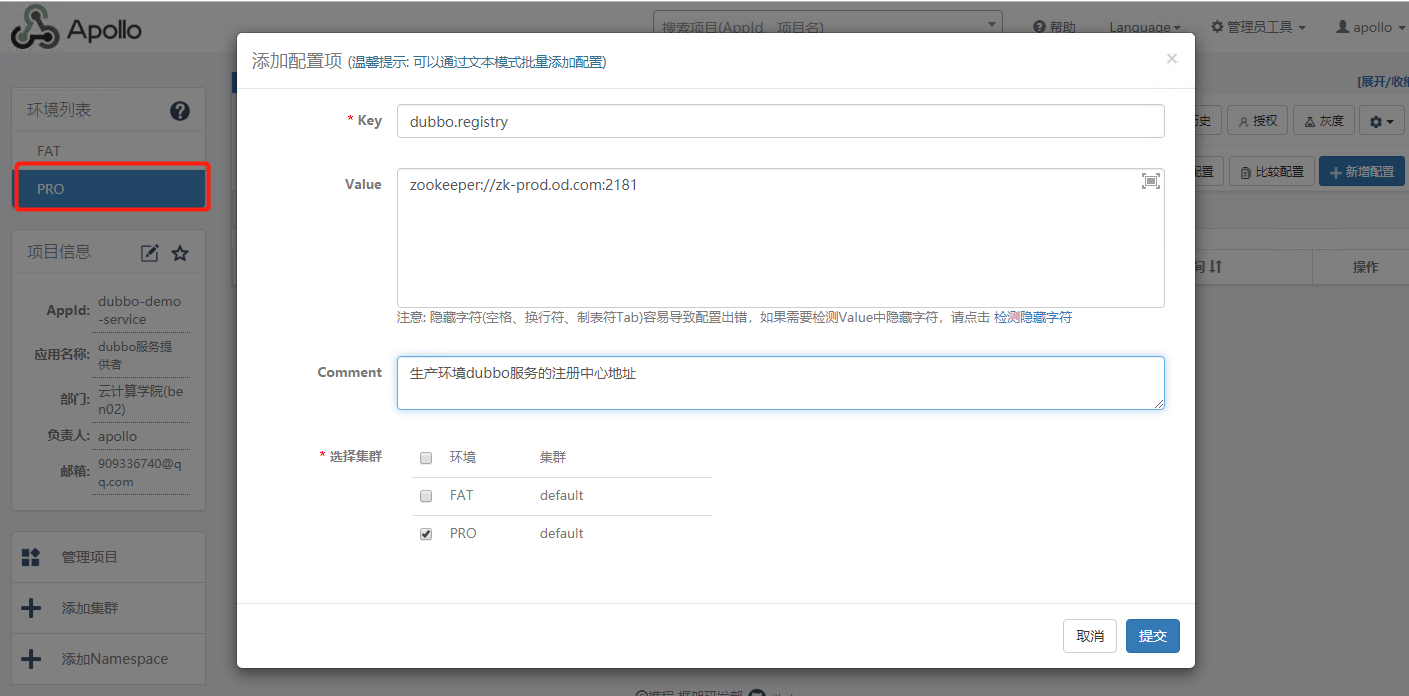 Apollo
搜索项目(AppId、项目名)
帮助
Language
管理员工具
apollo
添加配置项 (温馨提示: 可以通过文本模式批量添加配置)
×
[展开/收缩
环境列表
FAT
PRO
* Key
dubbo.registry
历史
授权
灰度
Value
zookeeper://zk-prod.od.com:2181
配置
比较配置
新增配置
项目信息
AppId:
dubbo-demo
-service
应用名称:
dubbo服务提
供者
部门:
云计算学院(be
n02)
负责人:
apollo
邮箱:
909336740@q
q.com
间
操作
注意: 隐藏字符(空格、换行符、制表符Tab)容易导致配置出错，如果需要检测Value中隐藏字符，请点击 检测隐藏字符
Comment
生产环境dubbo服务的注册中心地址
* 选择集群
环境 集群
FAT default
PRO default
管理项目
添加集群
添加Namespace
取消
提交
©携程 框架研发部